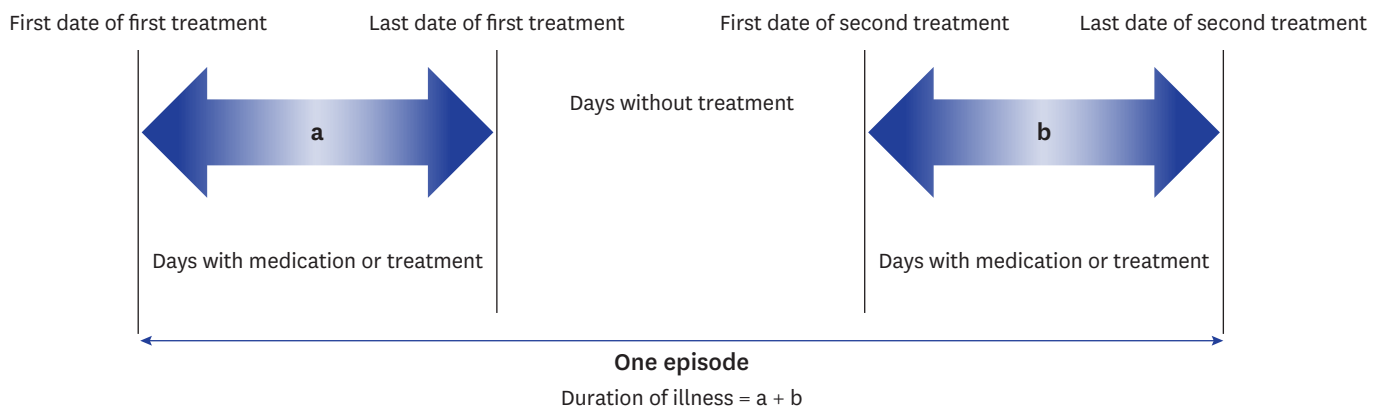 First date of first treatment
Last date of first treatment
First date of second treatment
Last date of second treatment
Days without treatment
a
b
Days with medication or treatment
Days with medication or treatment
One episode
Duration of illness = a + b